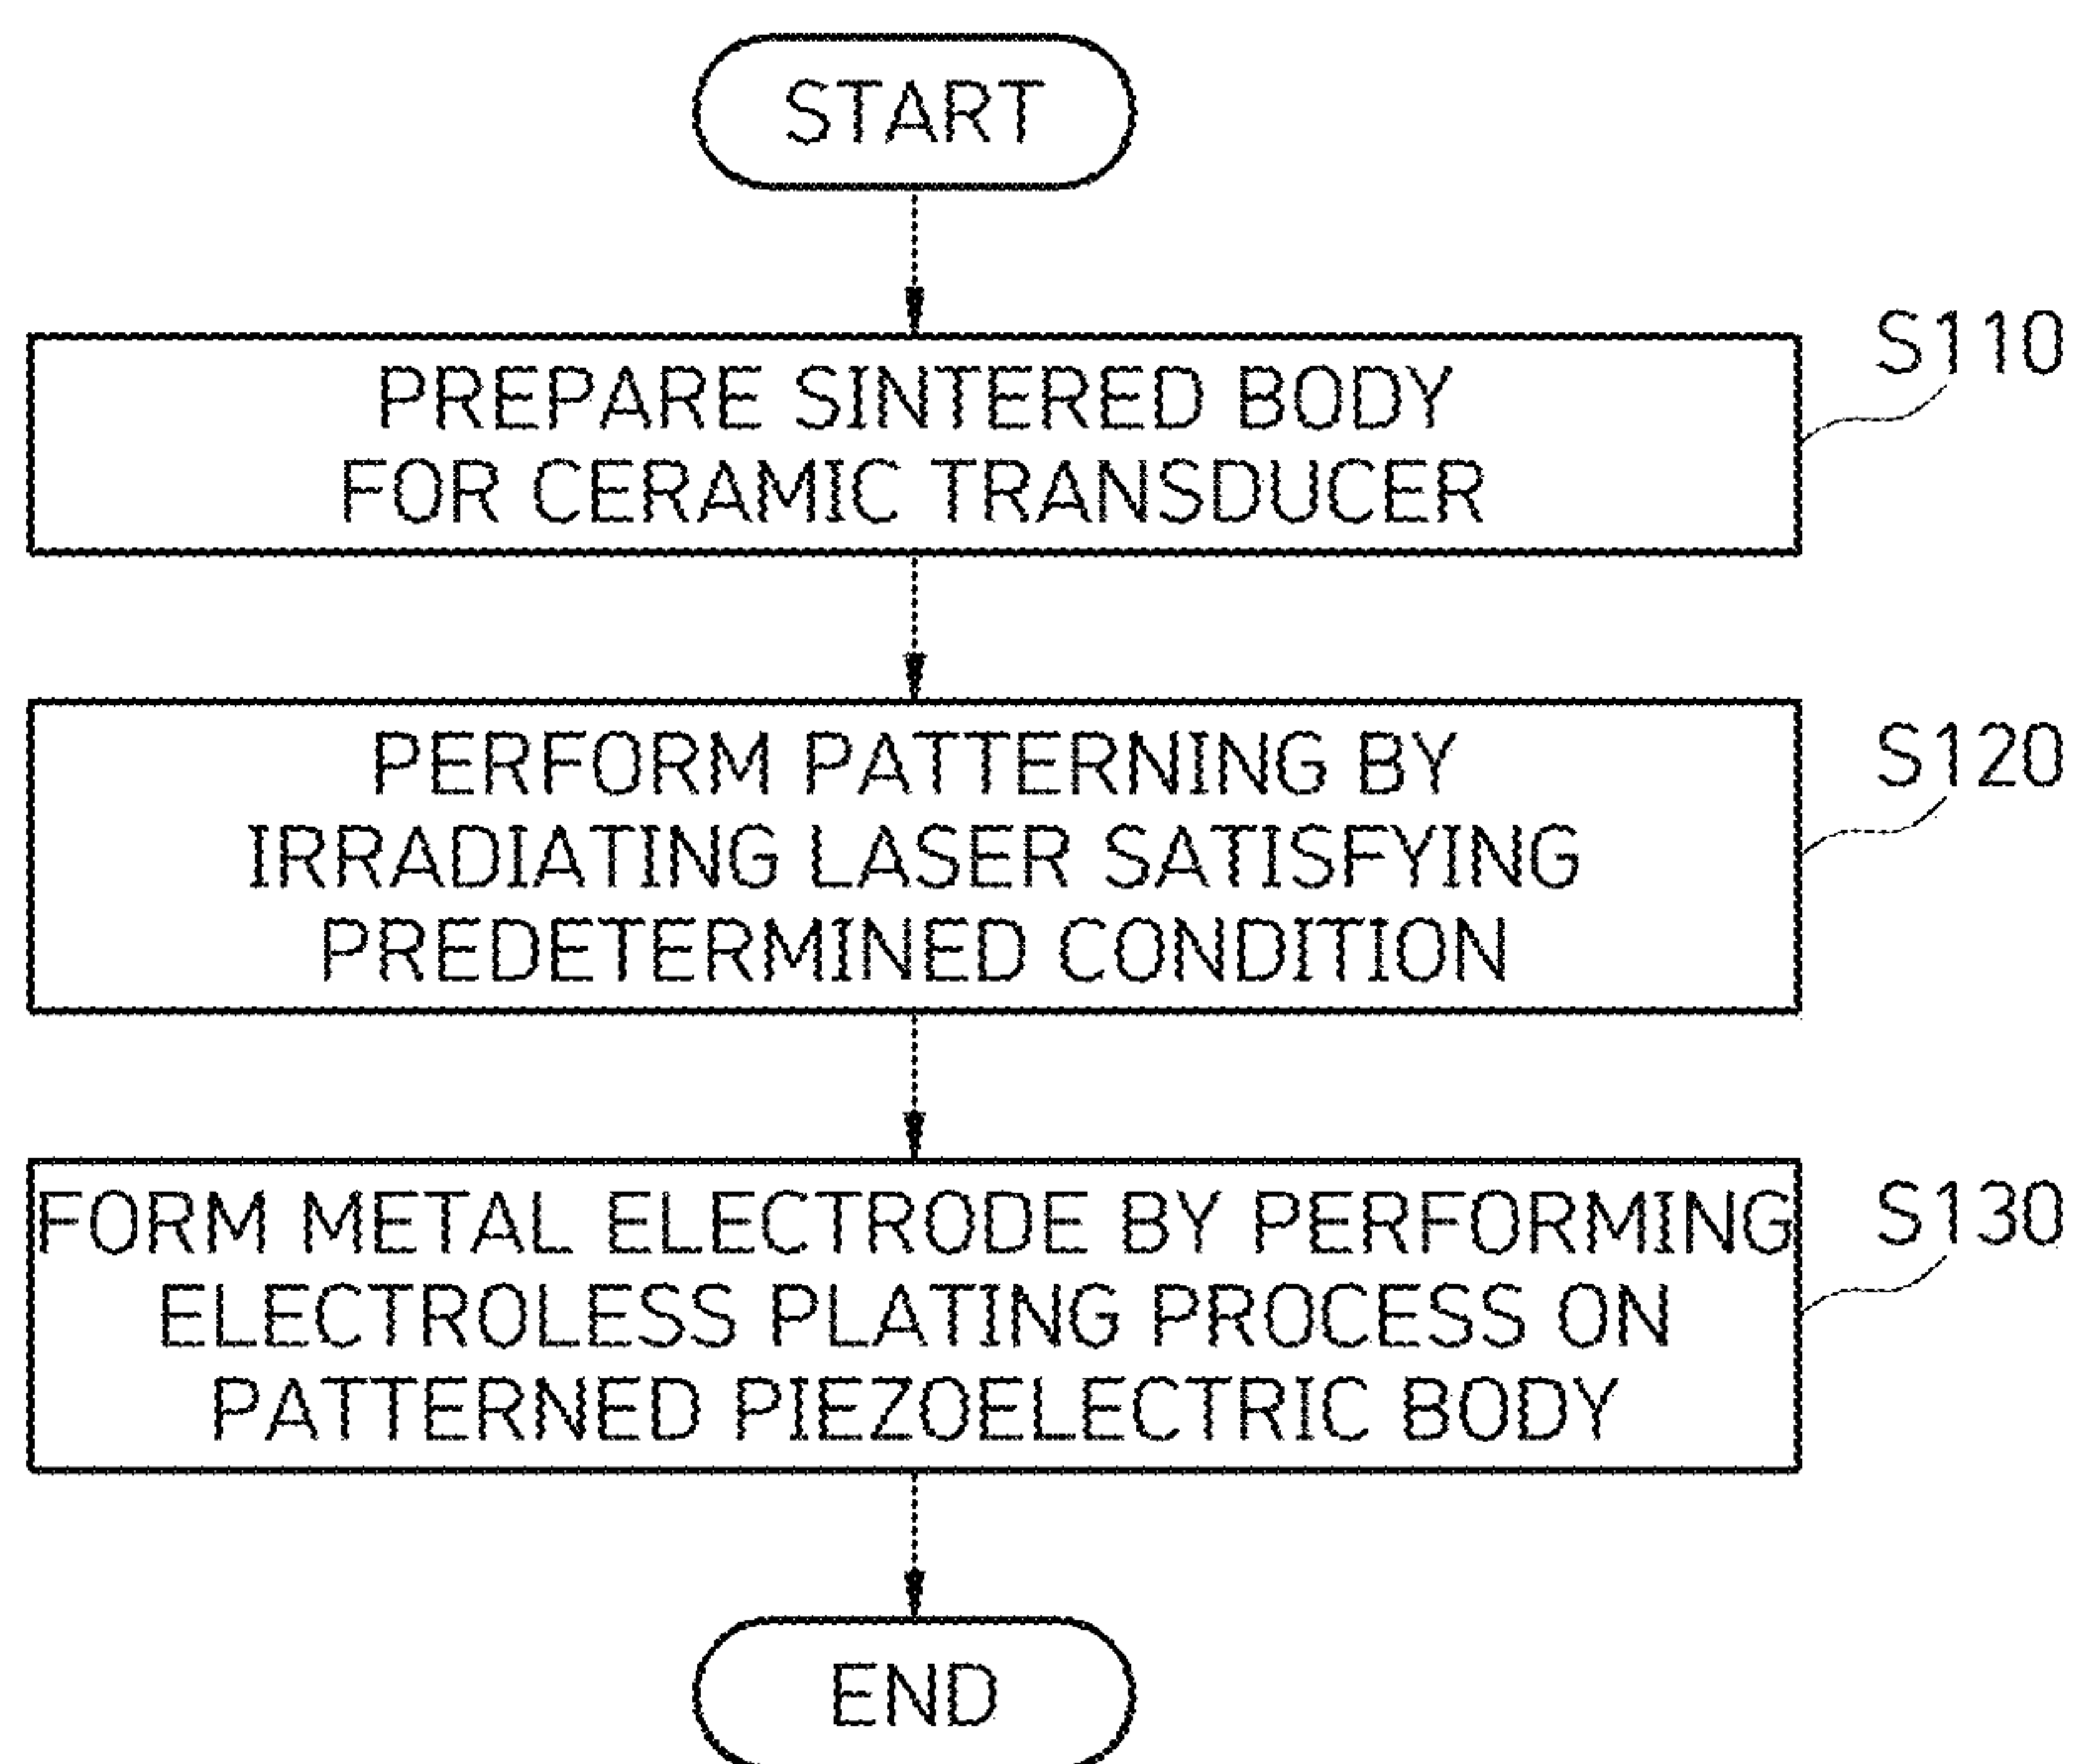 START
S110
PREPARE SINTERED BODY
FOR CERAMIC TRANSDUCER
S120
PERFORM PATTERNING BY
IRRADIATING LASER SATISFYING
PREDETERMINED CONDITION
S130
FORM METAL ELECTRODE BY PERFORMING
ELECTROLESS PLATING PROCESS ON
PATTERNED PIEZOELECTRIC BODY
END